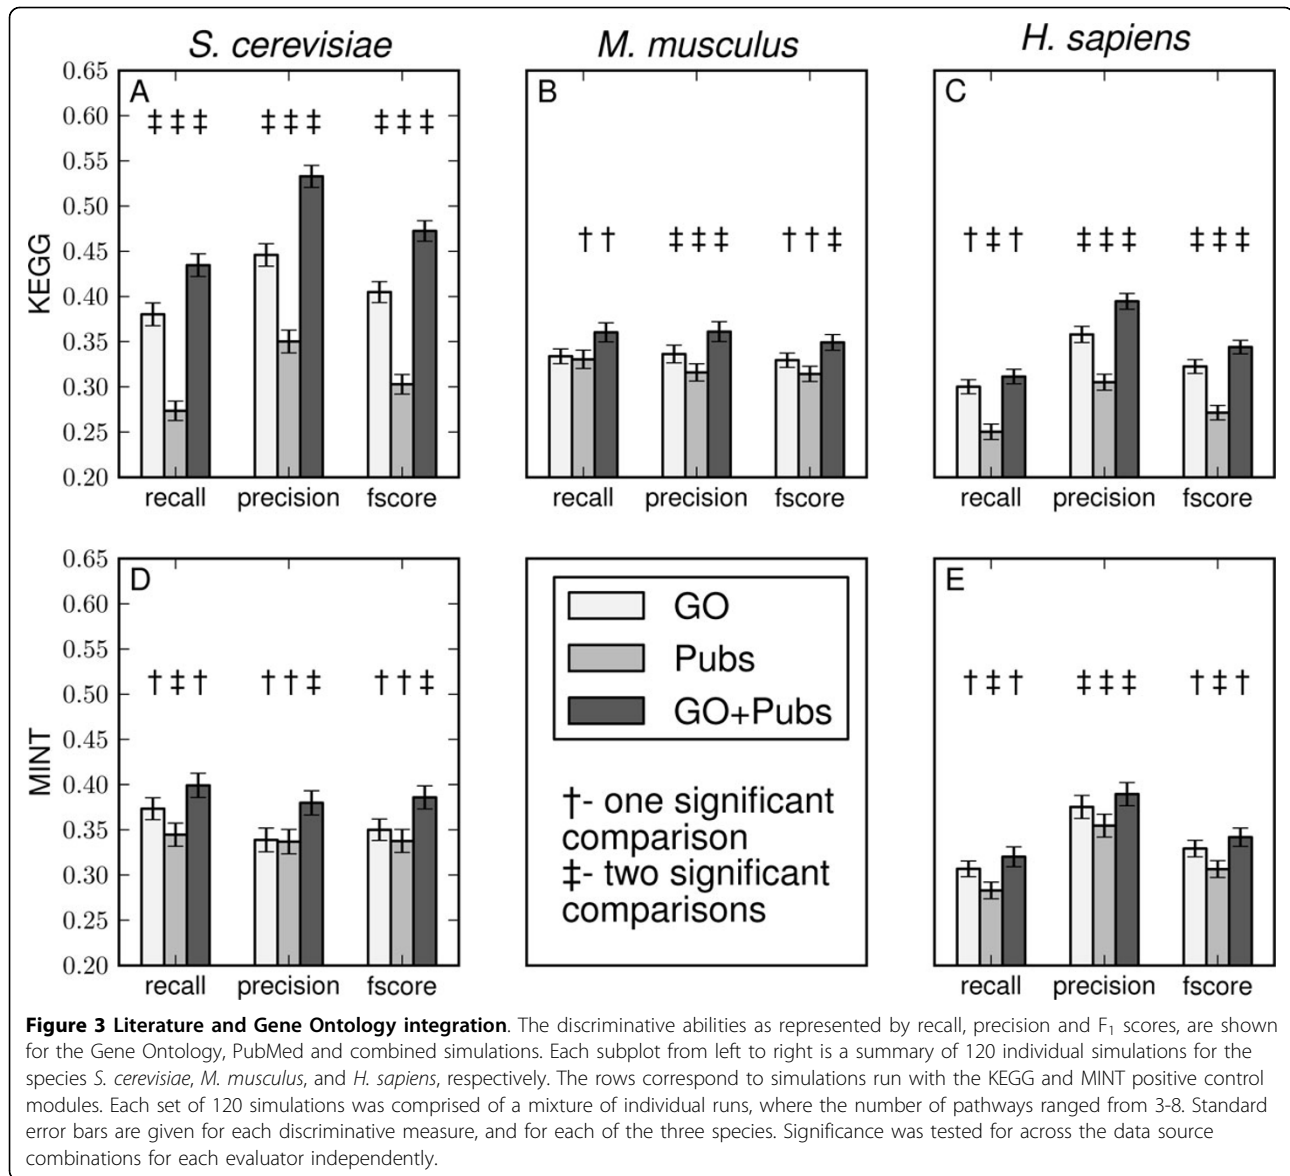 S. cerevisiae M. musculus H. sapiens
KEGG
0.65
0.60
0.55
0.50
0.45
0.40
0.35
0.30
0.25
0.20
A
‡ ‡ ‡ ‡ ‡ ‡ ‡ ‡ ‡
recall precision fscore
B
† † ‡ ‡ ‡ † † ‡
recall precision fscore
C
† ‡ † ‡ ‡ ‡ ‡ ‡ ‡
recall precision fscore
MINT
0.65
0.60
0.55
0.50
0.45
0.40
0.35
0.30
0.25
0.20
D
† ‡ † † † ‡ † † ‡
recall precision fscore
GO
Pubs
GO+Pubs
†- one significant
comparison
‡- two significant
comparisons
E
† ‡ † ‡ ‡ ‡ † ‡ †
recall precision fscore
Figure 3 Literature and Gene Ontology integration. The discriminative abilities as represented by recall, precision and F₁ scores, are shown
for the Gene Ontology, PubMed and combined simulations. Each subplot from left to right is a summary of 120 individual simulations for the
species S. cerevisiae, M. musculus, and H. sapiens, respectively. The rows correspond to simulations run with the KEGG and MINT positive control
modules. Each set of 120 simulations was comprised of a mixture of individual runs, where the number of pathways ranged from 3-8. Standard
error bars are given for each discriminative measure, and for each of the three species. Significance was tested for across the data source
combinations for each evaluator independently.